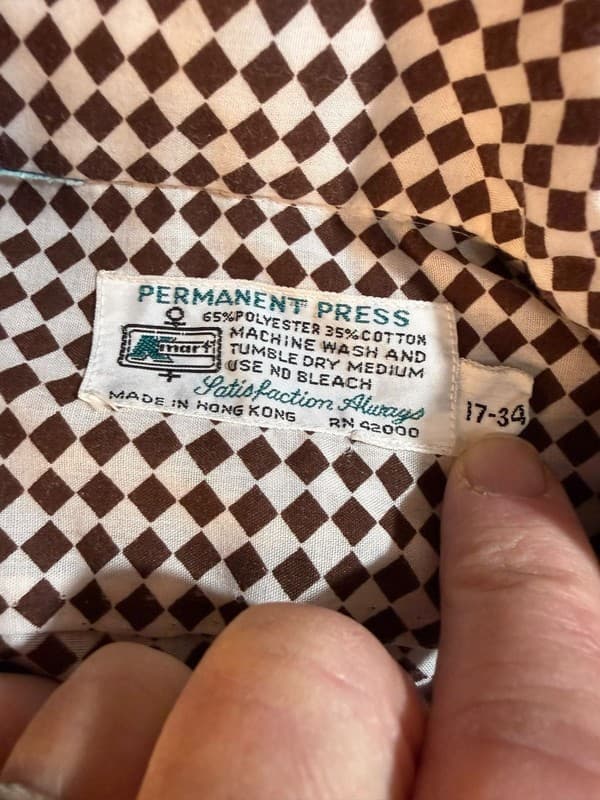 PERMANENT PRESS
65%POLYESTER 35%COTTON
Kmart
MACHINE WASH AND
TUMBLE DRY MEDIUM
USE NO BLEACH
Satisfaction Always
MADE IN HONG KONG RN 42000
17-34